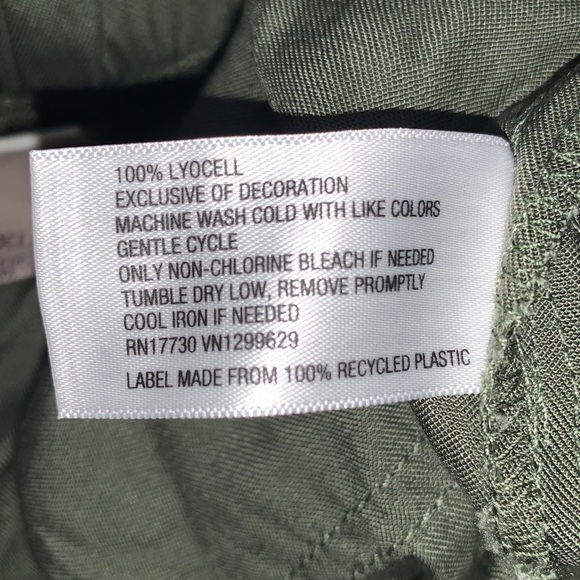 100% LYOCELL
EXCLUSIVE OF DECORATION
MACHINE WASH COLD WITH LIKE COLORS
GENTLE CYCLE
ONLY NON-CHLORINE BLEACH IF NEEDED
TUMBLE DRY LOW, REMOVE PROMPTLY
COOL IRON IF NEEDED
RN17730 VN1299629
LABEL MADE FROM 100% RECYCLED PLASTIC